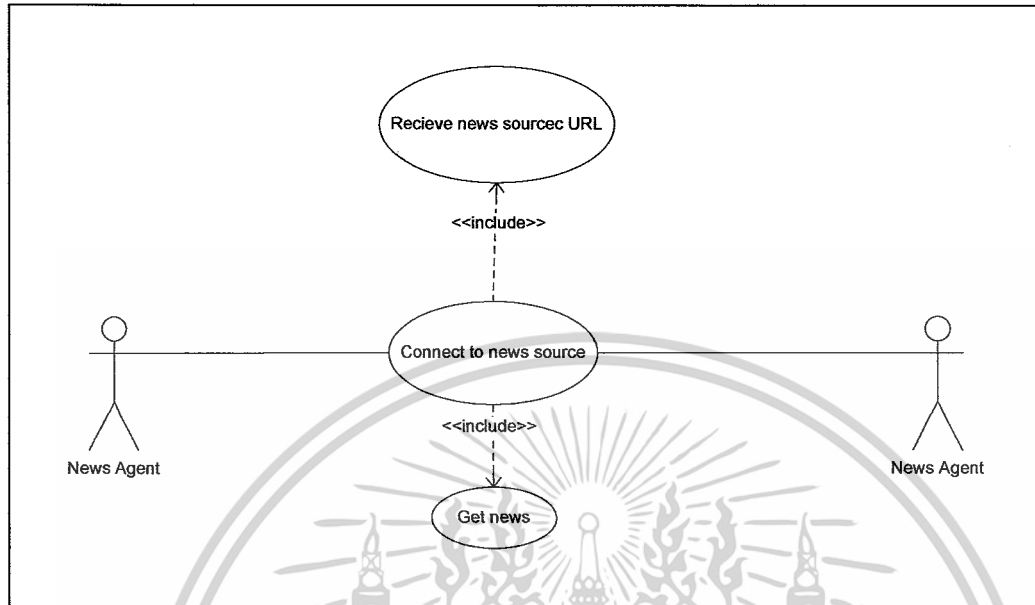 Recieve news sourcec URL
<<include>>
Connect to news source
<<include>>
News Agent
News Agent
Get news